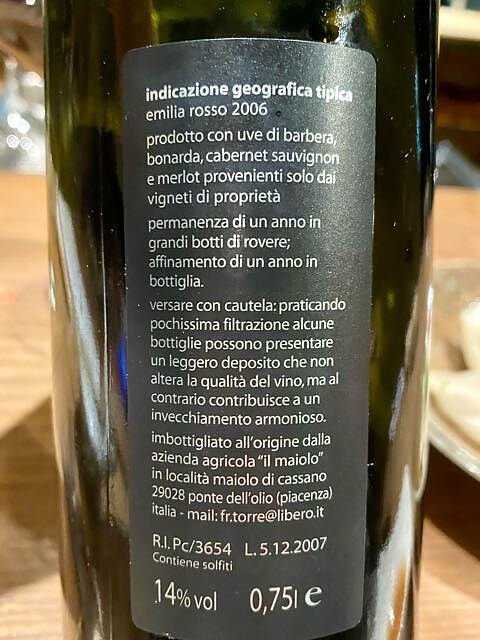 indicazione geografica tipica
emilia rosso 2006
prodotto con uve di barbera,
bonarda, cabernet sauvignon
e merlot provenienti solo dai
vigneti di proprietà
permanenza di un anno in
grandi botti di rovere;
affinamento di un anno in
bottiglia.
versare con cautela: praticando
pochissima filtrazione alcune
bottiglie possono presentare
un leggero deposito che non
altera la qualità del vino, ma al
contrario contribuisce a un
invecchiamento armonioso.
imbottigliato all'origine dalla
azienda agricola "il maiolo"
in località maiolo di cassano
29028 ponte dell'olio (piacenza)
italia - mail: fr.torre@libero.it
R.I. Pc/3654 L. 5.12.2007
Contiene solfiti
14% vol 0,75l e